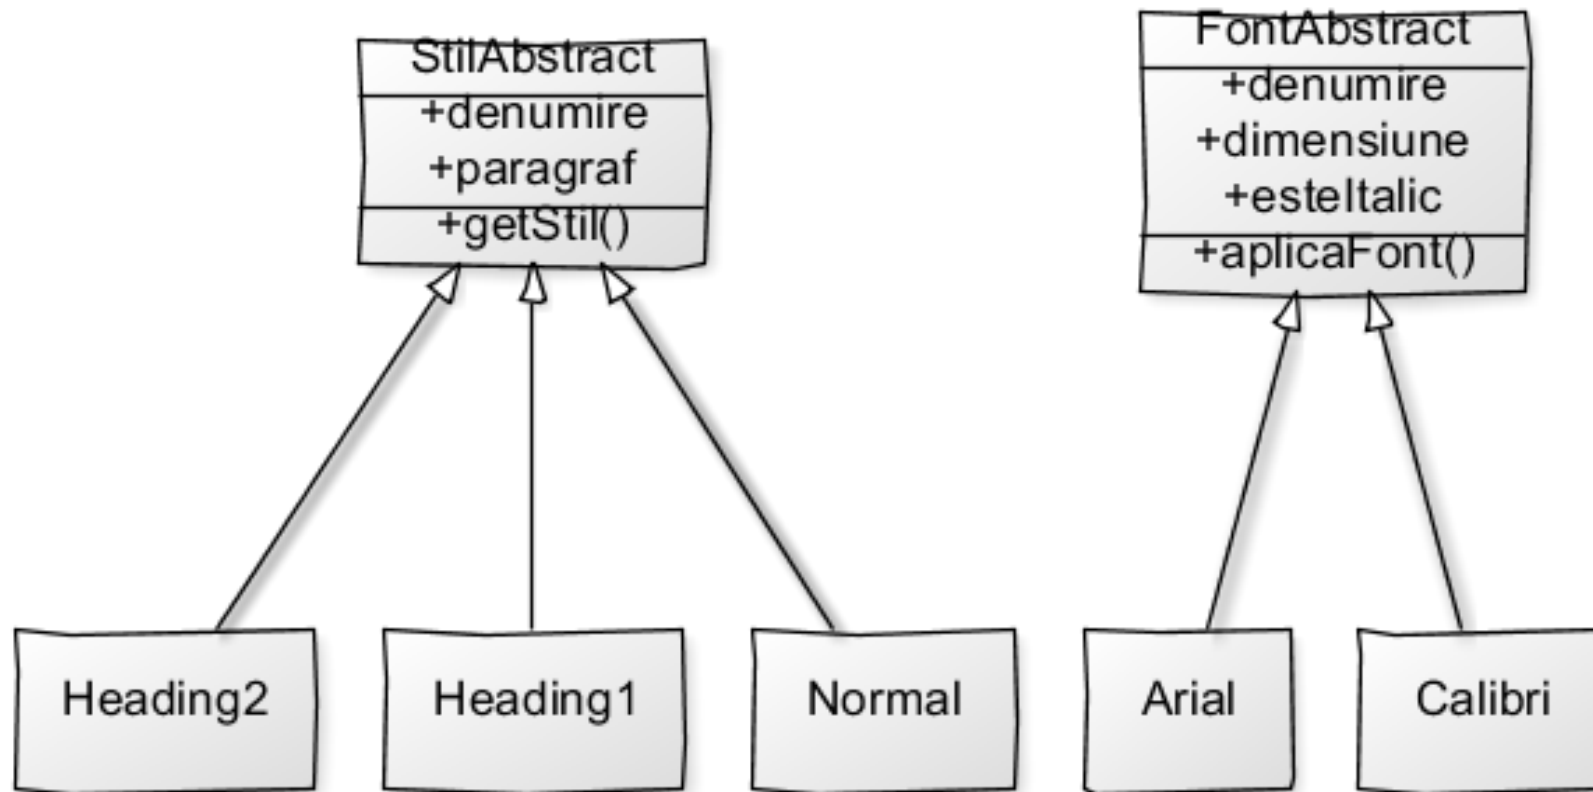 StilAbstract
+denumire
+paragraf
+getStil()
FontAbstract
+denumire
+dimensiune
+esteItalic
+aplicaFont()
Heading2
Heading1
Normal
Arial
Calibri